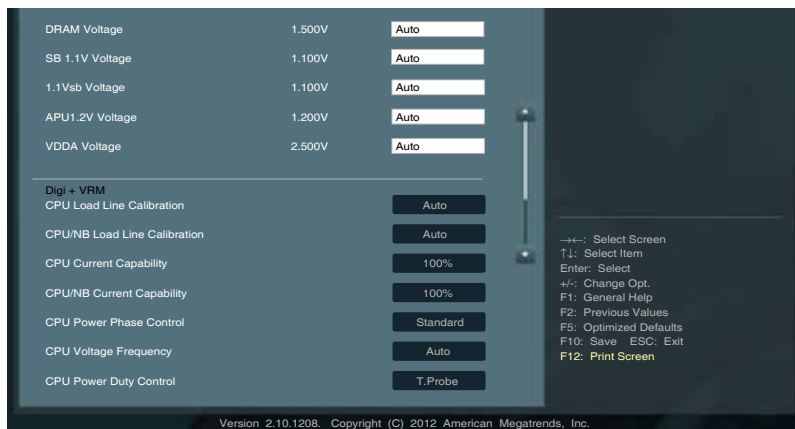 DRAM Voltage 1.500V Auto
SB 1.1V Voltage 1.100V Auto
1.1Vsb Voltage 1.100V Auto
APU1.2V Voltage 1.200V Auto
VDDA Voltage 2.500V Auto
Digi + VRM
CPU Load Line Calibration Auto
CPU/NB Load Line Calibration Auto
CPU Current Capability 100%
CPU/NB Current Capability 100%
CPU Power Phase Control Standard
CPU Voltage Frequency Auto
CPU Power Duty Control T.Probe
→←: Select Screen
↑↓: Select Item
Enter: Select
+/-: Change Opt.
F1: General Help
F2: Previous Values
F5: Optimized Defaults
F10: Save ESC: Exit
F12: Print Screen
Version 2.10.1208. Copyright (C) 2012 American Megatrends, Inc.